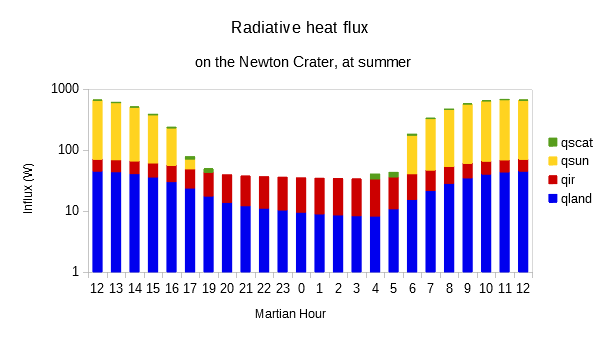 Radiative heat flux
on the Newton Crater, at summer
1000
100
10
1
Influx (W)
12 13 14 15 16 17 19 20 21 22 23 0 1 2 3 4 5 6 7 8 9 10 11 12
Martian Hour
qscat
qsun
qir
qland